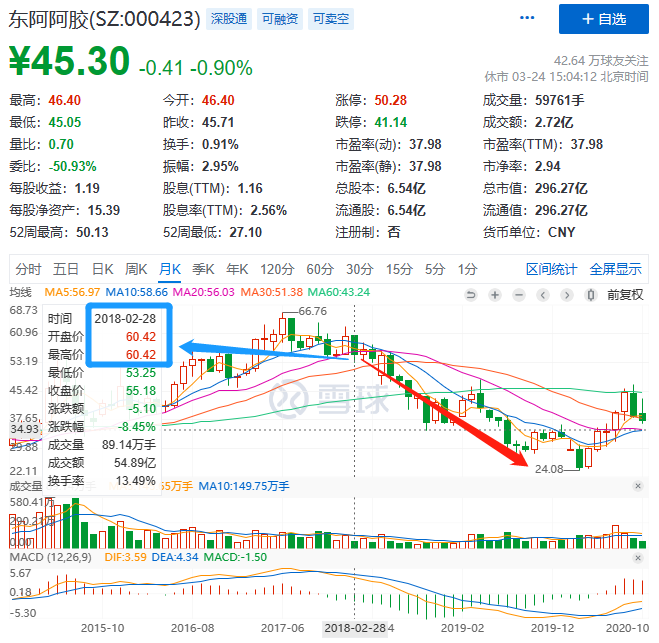 东阿阿胶(SZ:000423) 深股通 可融资 可卖空 ··· + 自选
¥45.30 -0.41 -0.90%
42.64 万球友关注
休市 03-24 15:04:12 北京时间
最高：46.40 今开：46.40 涨停：50.28 成交量：59761手
最低：45.05 昨收：45.71 跌停：41.14 成交额：2.72亿
量比：0.70 换手：0.91% 市盈率(动)：37.98 市盈率(TTM)：37.98
委比：-50.93% 振幅：2.95% 市盈率(静)：37.98 市净率：2.94
每股收益：1.19 股息(TTM)：1.16 总股本：6.54亿 总市值：296.27亿
每股净资产：15.39 股息率(TTM)：2.56% 流通股：6.54亿 流通值：296.27亿
52周最高：50.13 52周最低：27.10 注册制：否 货币单位：CNY
分时 五日 日K 周K 月K 季K 年K 120分 60分 30分 15分 5分 1分 区间统计 全屏显示
均线 MA5:56.97 MA10:58.66 MA20:56.03 MA30:51.38 MA60:43.24 前复权
68.73
60.96
53.19
45.42
37.65
34.93
29.88
22.11
66.76
24.08
雪球
时间 2018-02-28
开盘价 60.42
最高价 60.42
最低价 53.25
收盘价 55.18
涨跌额 -5.10
涨跌幅 -8.45%
成交量 89.14万手
成交额 54.89亿
换手率 13.49%
成交量 MA10:149.75万手
580.41万
290.21万
0.00
MACD (12,26,9) DIF:3.59 DEA:4.34 MACD:-1.50
5.67
0.18
-5.30
2015-10 2016-08 2017-06 2018-02-28 2019-02 2019-12 2020-10